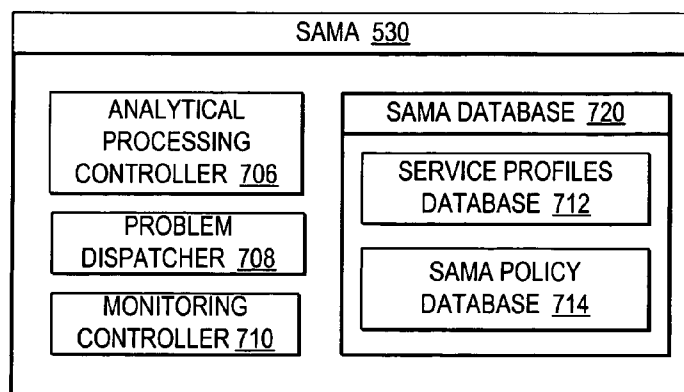 SAMA 530
ANALYTICAL
PROCESSING
CONTROLLER 706
PROBLEM
DISPATCHER 708
MONITORING
CONTROLLER 710
SAMA DATABASE 720
SERVICE PROFILES
DATABASE 712
SAMA POLICY
DATABASE 714